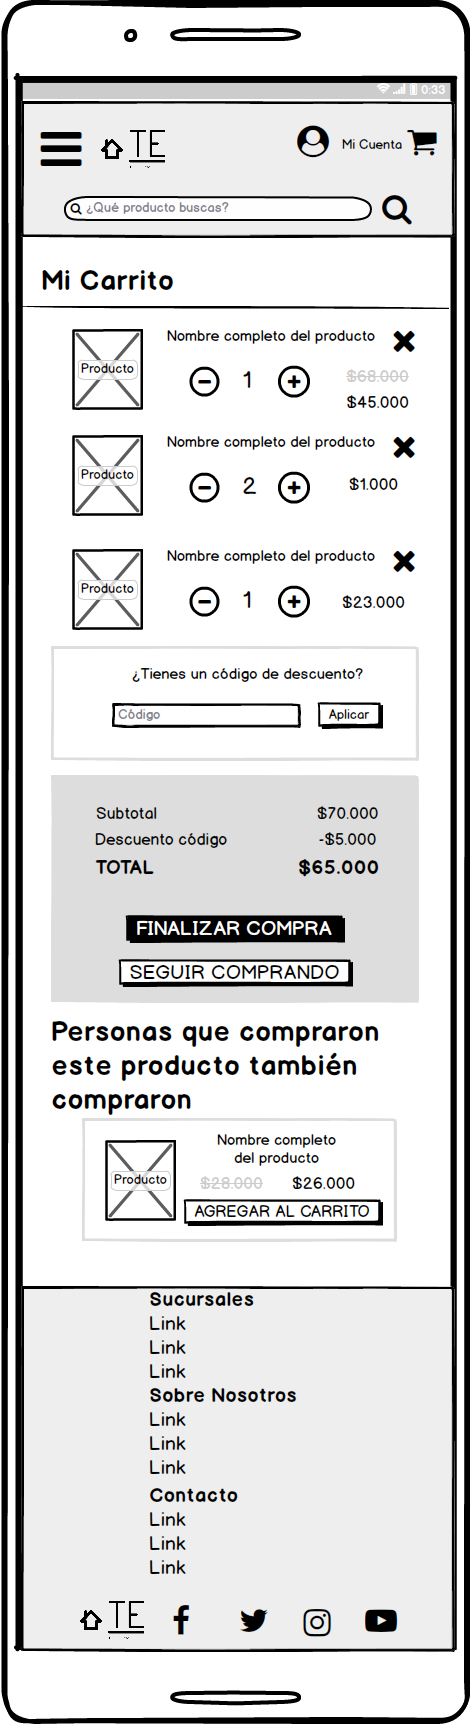 0:33
TE
Mi Cuenta
¿Qué producto buscas?
Mi Carrito
Nombre completo del producto
Producto
1
$68.000
$45.000
Nombre completo del producto
Producto
2
$1.000
Nombre completo del producto
Producto
1
$23.000
¿Tienes un código de descuento?
Código
Aplicar
Subtotal $70.000
Descuento código -$5.000
TOTAL $65.000
FINALIZAR COMPRA
SEGUIR COMPRANDO
Personas que compraron
este producto también
compraron
Nombre completo
del producto
Producto
$28.000 $26.000
AGREGAR AL CARRITO
Sucursales
Link
Link
Link
Sobre Nosotros
Link
Link
Link
Contacto
Link
Link
Link
TE